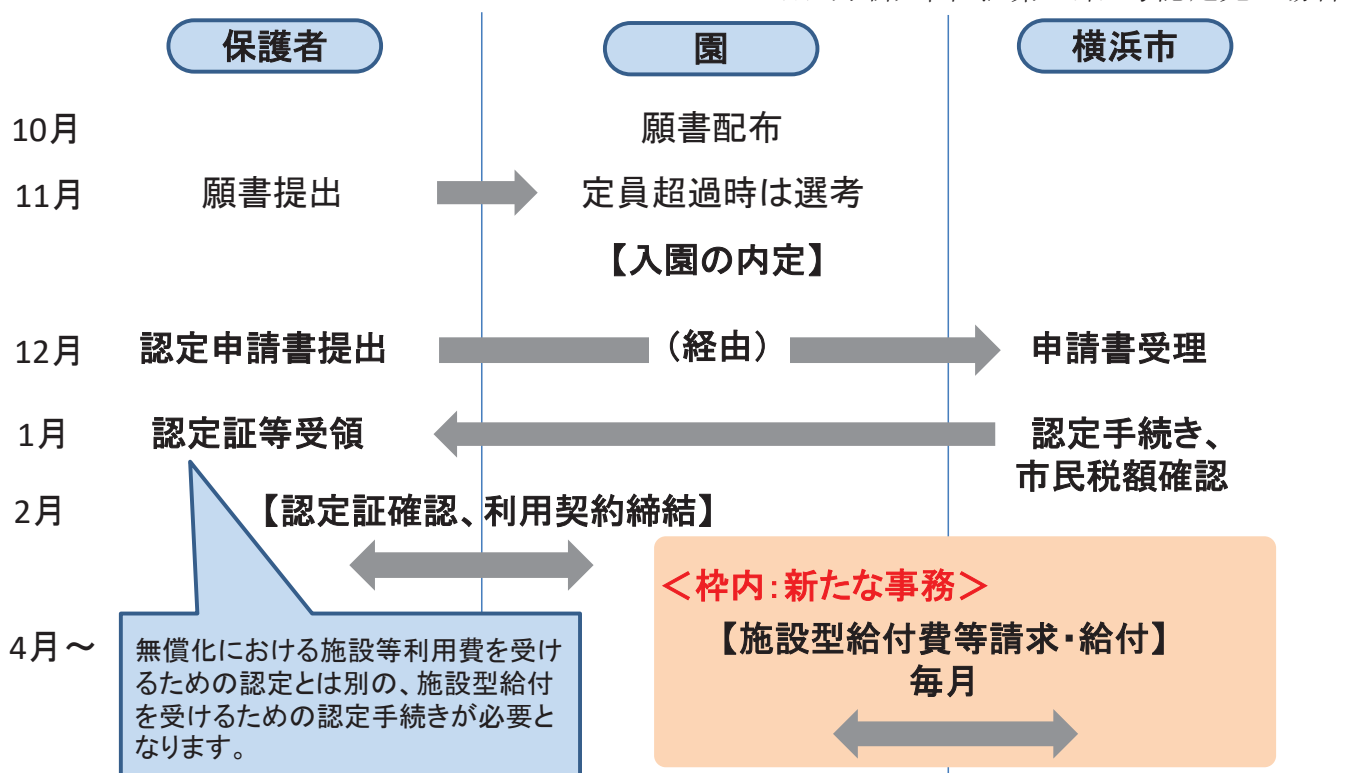 保護者
園
横浜市
10月
願書配布
11月
願書提出
定員超過時は選考
【入園の内定】
12月
認定申請書提出
（経由）
申請書受理
1月
認定証等受領
認定手続き、
市民税額確認
2月
【認定証確認、利用契約締結】
＜枠内：新たな事務＞
4月～
【施設型給付費等請求・給付】
毎月
無償化における施設等利用費を受け
るための認定とは別の、施設型給付
を受けるための認定手続きが必要と
なります。